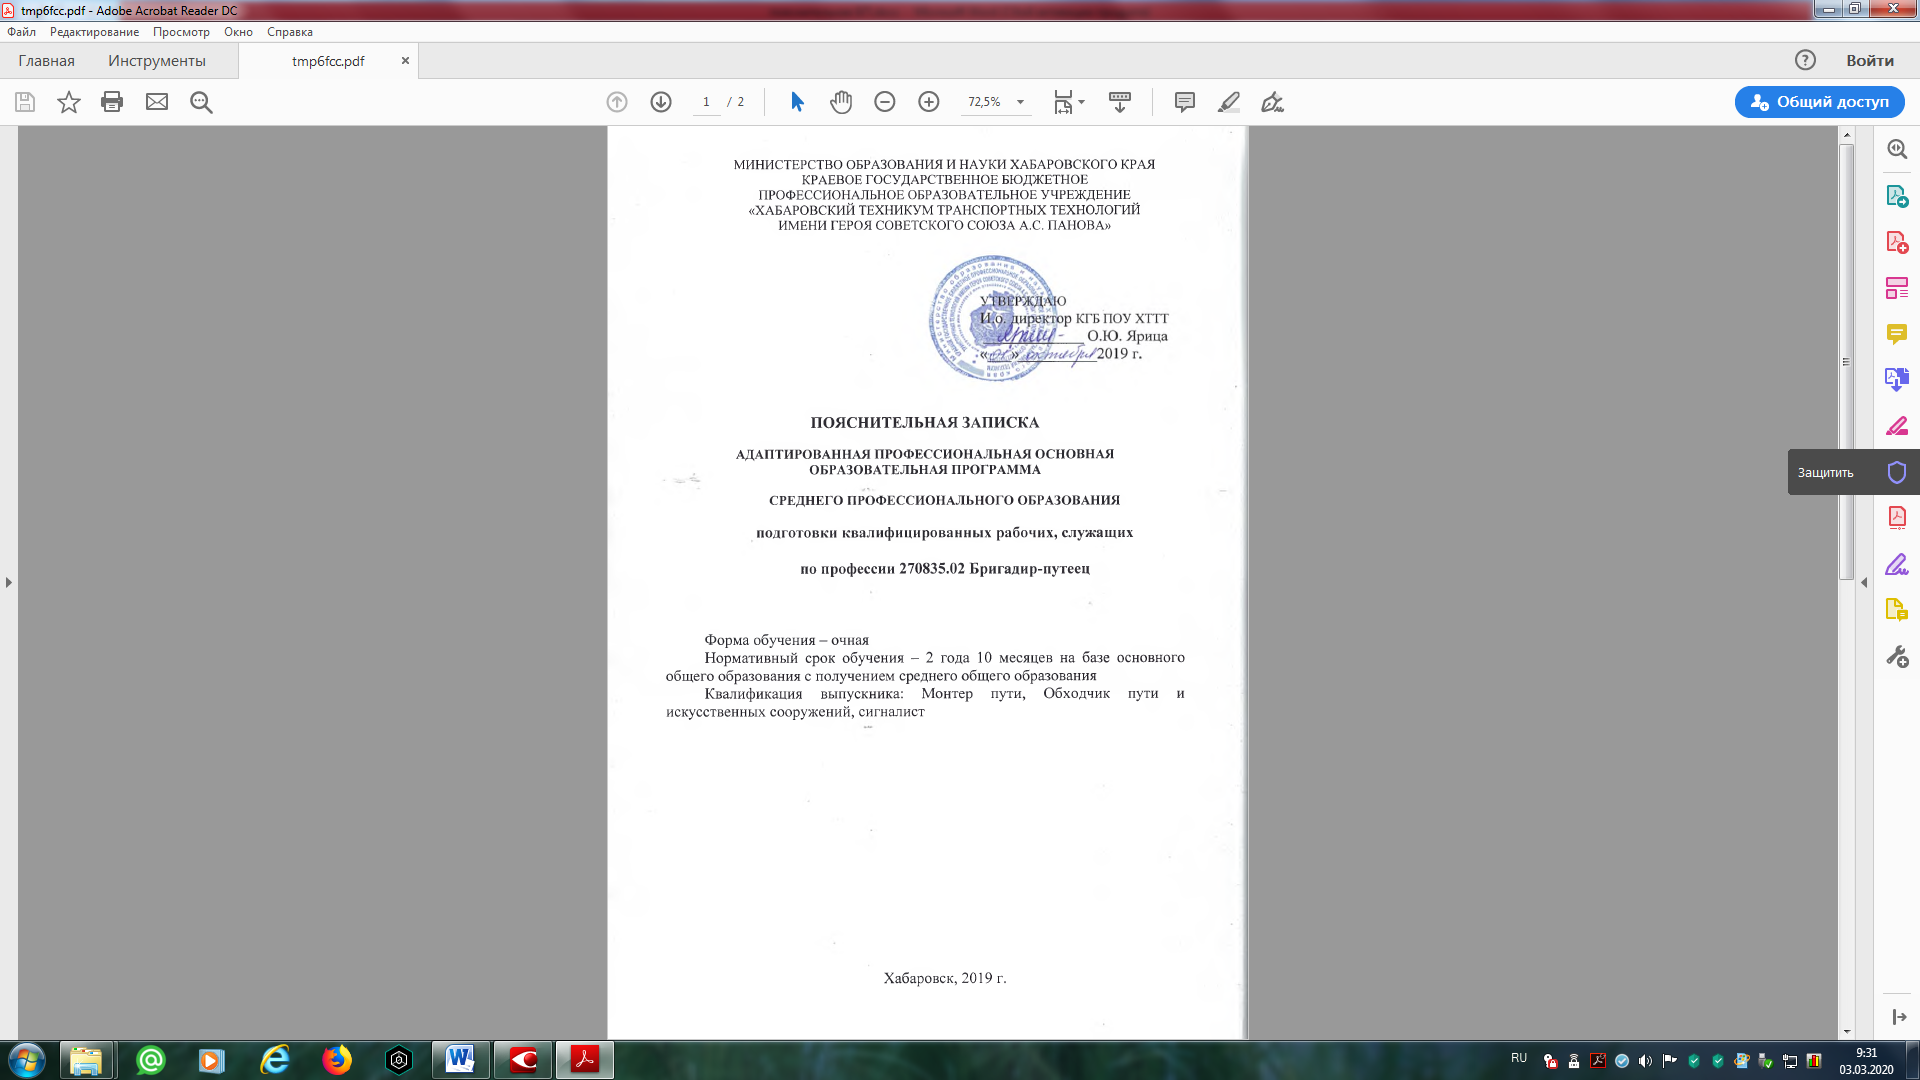 tmp6fcc.pdf - Adobe Acrobat Reader DC
Файл Редактирование Просмотр Окно Справка
Главная Инструменты tmp6fcc.pdf × Войти
1 / 2 72,5% Общий доступ
МИНИСТЕРСТВО ОБРАЗОВАНИЯ И НАУКИ ХАБАРОВСКОГО КРАЯ
КРАЕВОЕ ГОСУДАРСТВЕННОЕ БЮДЖЕТНОЕ
ПРОФЕССИОНАЛЬНОЕ ОБРАЗОВАТЕЛЬНОЕ УЧРЕЖДЕНИЕ
«ХАБАРОВСКИЙ ТЕХНИКУМ ТРАНСПОРТНЫХ ТЕХНОЛОГИЙ
ИМЕНИ ГЕРОЯ СОВЕТСКОГО СОЮЗА А.С. ПАНОВА»
УТВЕРЖДАЮ
И.о. директор КГБ ПОУ ХТТТ
О.Ю. Ярица
« » октября 2019 г.
ПОЯСНИТЕЛЬНАЯ ЗАПИСКА
АДАПТИРОВАННАЯ ПРОФЕССИОНАЛЬНАЯ ОСНОВНАЯ
ОБРАЗОВАТЕЛЬНАЯ ПРОГРАММА
СРЕДНЕГО ПРОФЕССИОНАЛЬНОГО ОБРАЗОВАНИЯ
подготовки квалифицированных рабочих, служащих
по профессии 270835.02 Бригадир-путеец
Защитить
Форма обучения – очная
Нормативный срок обучения – 2 года 10 месяцев на базе основного
общего образования с получением среднего общего образования
Квалификация выпускника: Монтер пути, Обходчик пути и
искусственных сооружений, сигналист
Хабаровск, 2019 г.
RU
9:31
03.03.2020